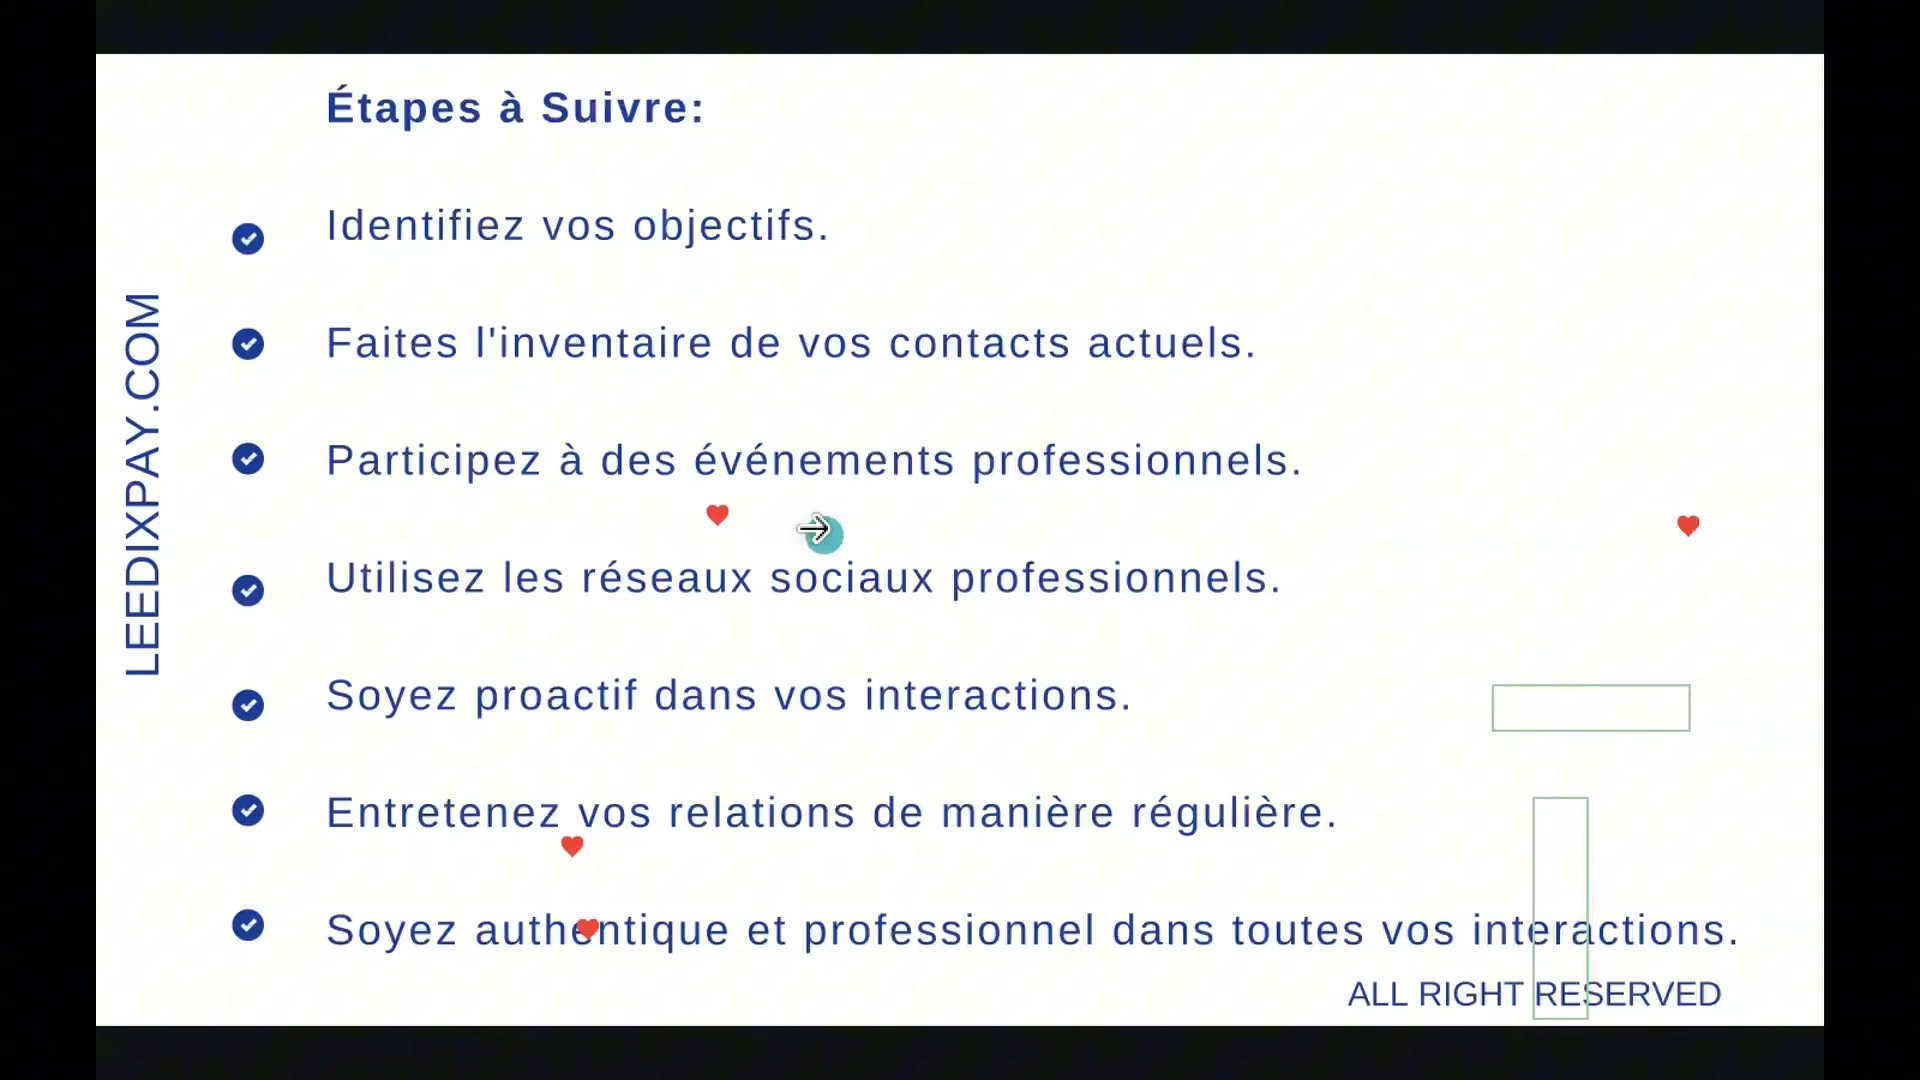 Étapes à Suivre:
Identifiez vos objectifs.
Faites l'inventaire de vos contacts actuels.
Participez à des événements professionnels.
Utilisez les réseaux sociaux professionnels.
Soyez proactif dans vos interactions.
Entretenez vos relations de manière régulière.
Soyez authentique et professionnel dans toutes vos interactions.
LEEDIXPAY.COM
ALL RIGHT RESERVED